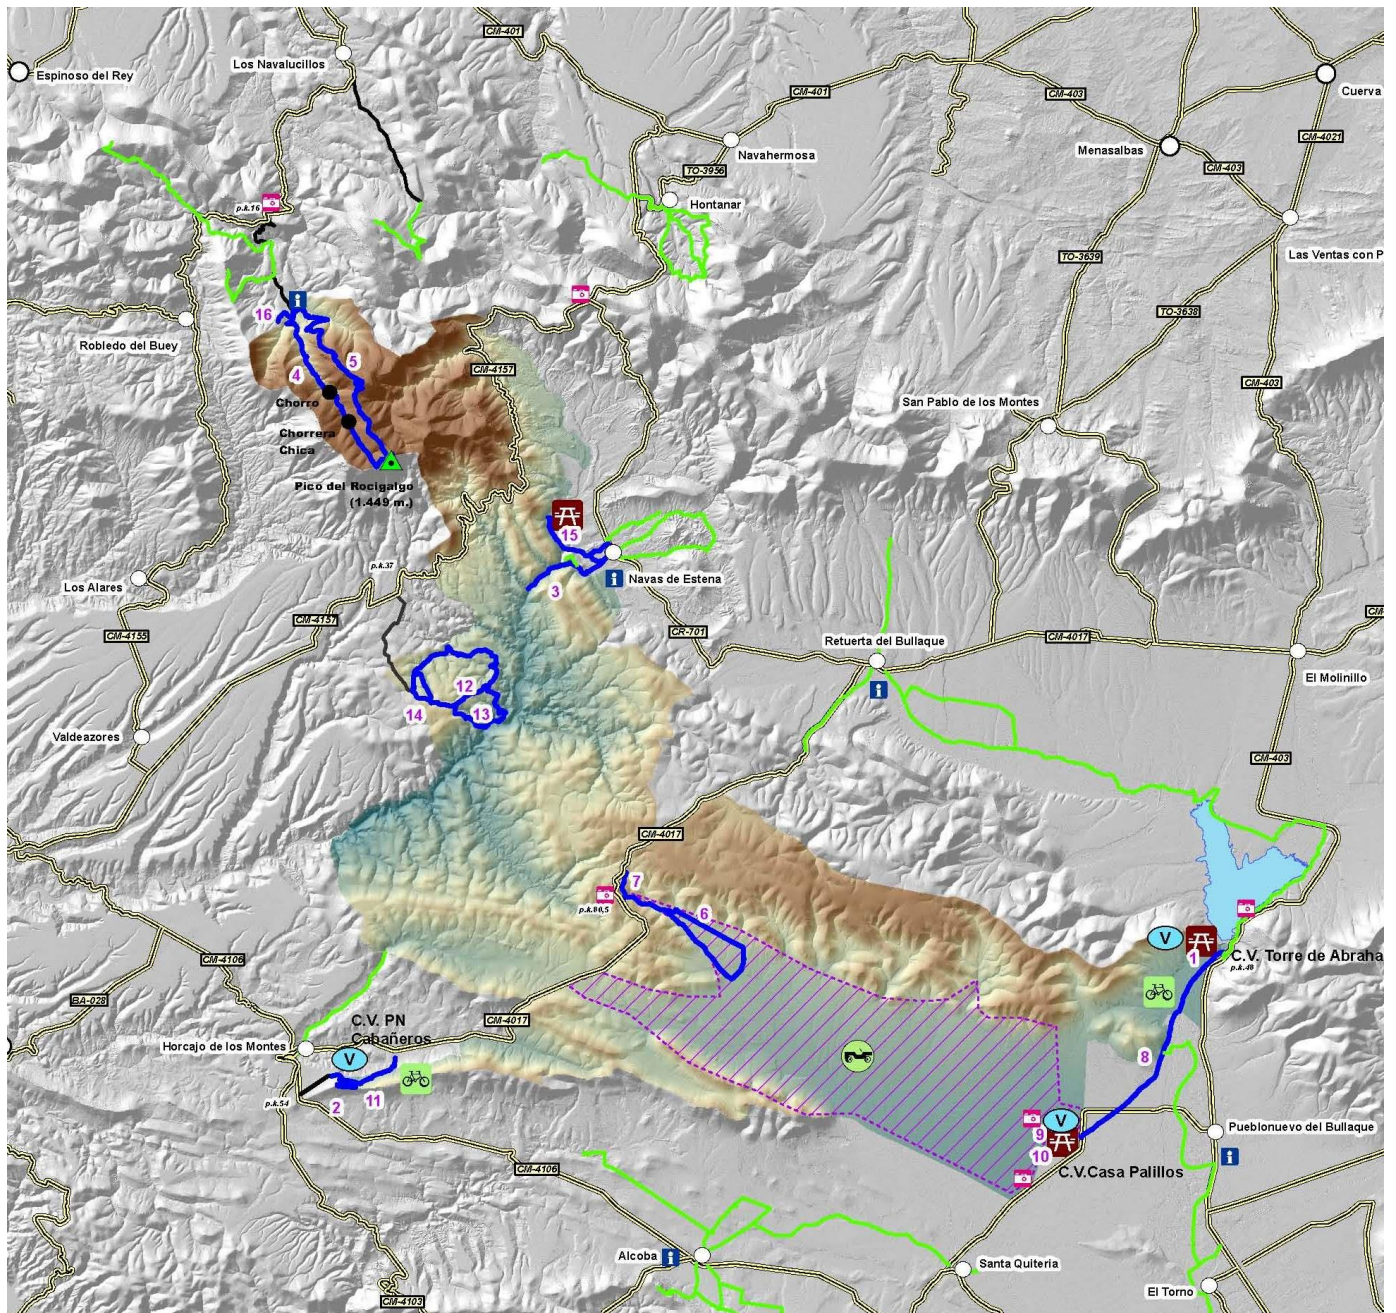 CM-401
Los Navalucillos
Espinoso del Rey
Cuerva
CM-401
CM-403
CM-4021
Menasalbas
Navahermosa
CM-403
TO-3956
p.k.16
Hontanar
Las Ventas con P
TO-3639
16
TO-3638
Robledo del Buey
5
4
CM-4157
CM-403
Chorro
San Pablo de los Montes
Chorrera
Chica
Pico del Rocigalgo
(1.449 m.)
15
p.k.37
Los Alares
Navas de Estena
3
CM-4157
CM-4155
CR-701
Retuerta del Bullaque
CM-4017
CM-
El Molinillo
12
14
13
Valdeazores
CM-403
CM-4017
7
p.k.80,5
6
V
1
C.V. Torre de Abraha
p.k.48
CM-4106
BA-028
C.V. PN
Cabañeros
CM-4017
Horcajo de los Montes
V
8
2
11
p.k.54
V
9
10
Pueblonuevo del Bullaque
C.V.Casa Palillos
CM-4106
Alcoba
Santa Quiteria
El Torno
CM-4103